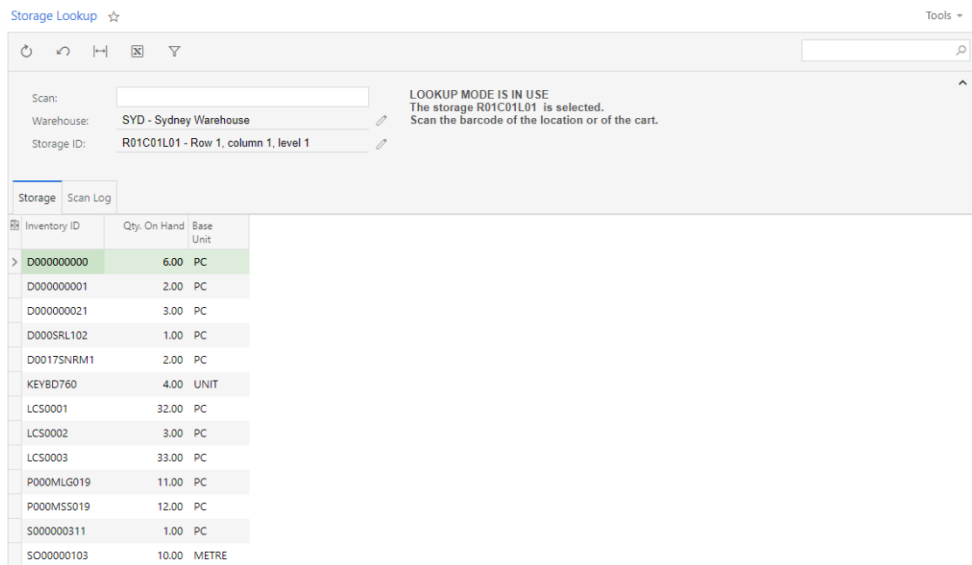 Storage Lookup
Tools
Scan:
Warehouse: SYD - Sydney Warehouse
Storage ID: R01C01L01 - Row 1, column 1, level 1
LOOKUP MODE IS IN USE
The storage R01C01L01 is selected.
Scan the barcode of the location or of the cart.
Storage Scan Log
Inventory ID Qty. On Hand Base Unit
D000000000 6.00 PC
D000000001 2.00 PC
D000000021 3.00 PC
D000SRL102 1.00 PC
D0017SNRM1 2.00 PC
KEYBD760 4.00 UNIT
LCS0001 32.00 PC
LCS0002 3.00 PC
LCS0003 33.00 PC
P000MLG019 11.00 PC
P000MSS019 12.00 PC
S000000311 1.00 PC
SO00000103 10.00 METRE